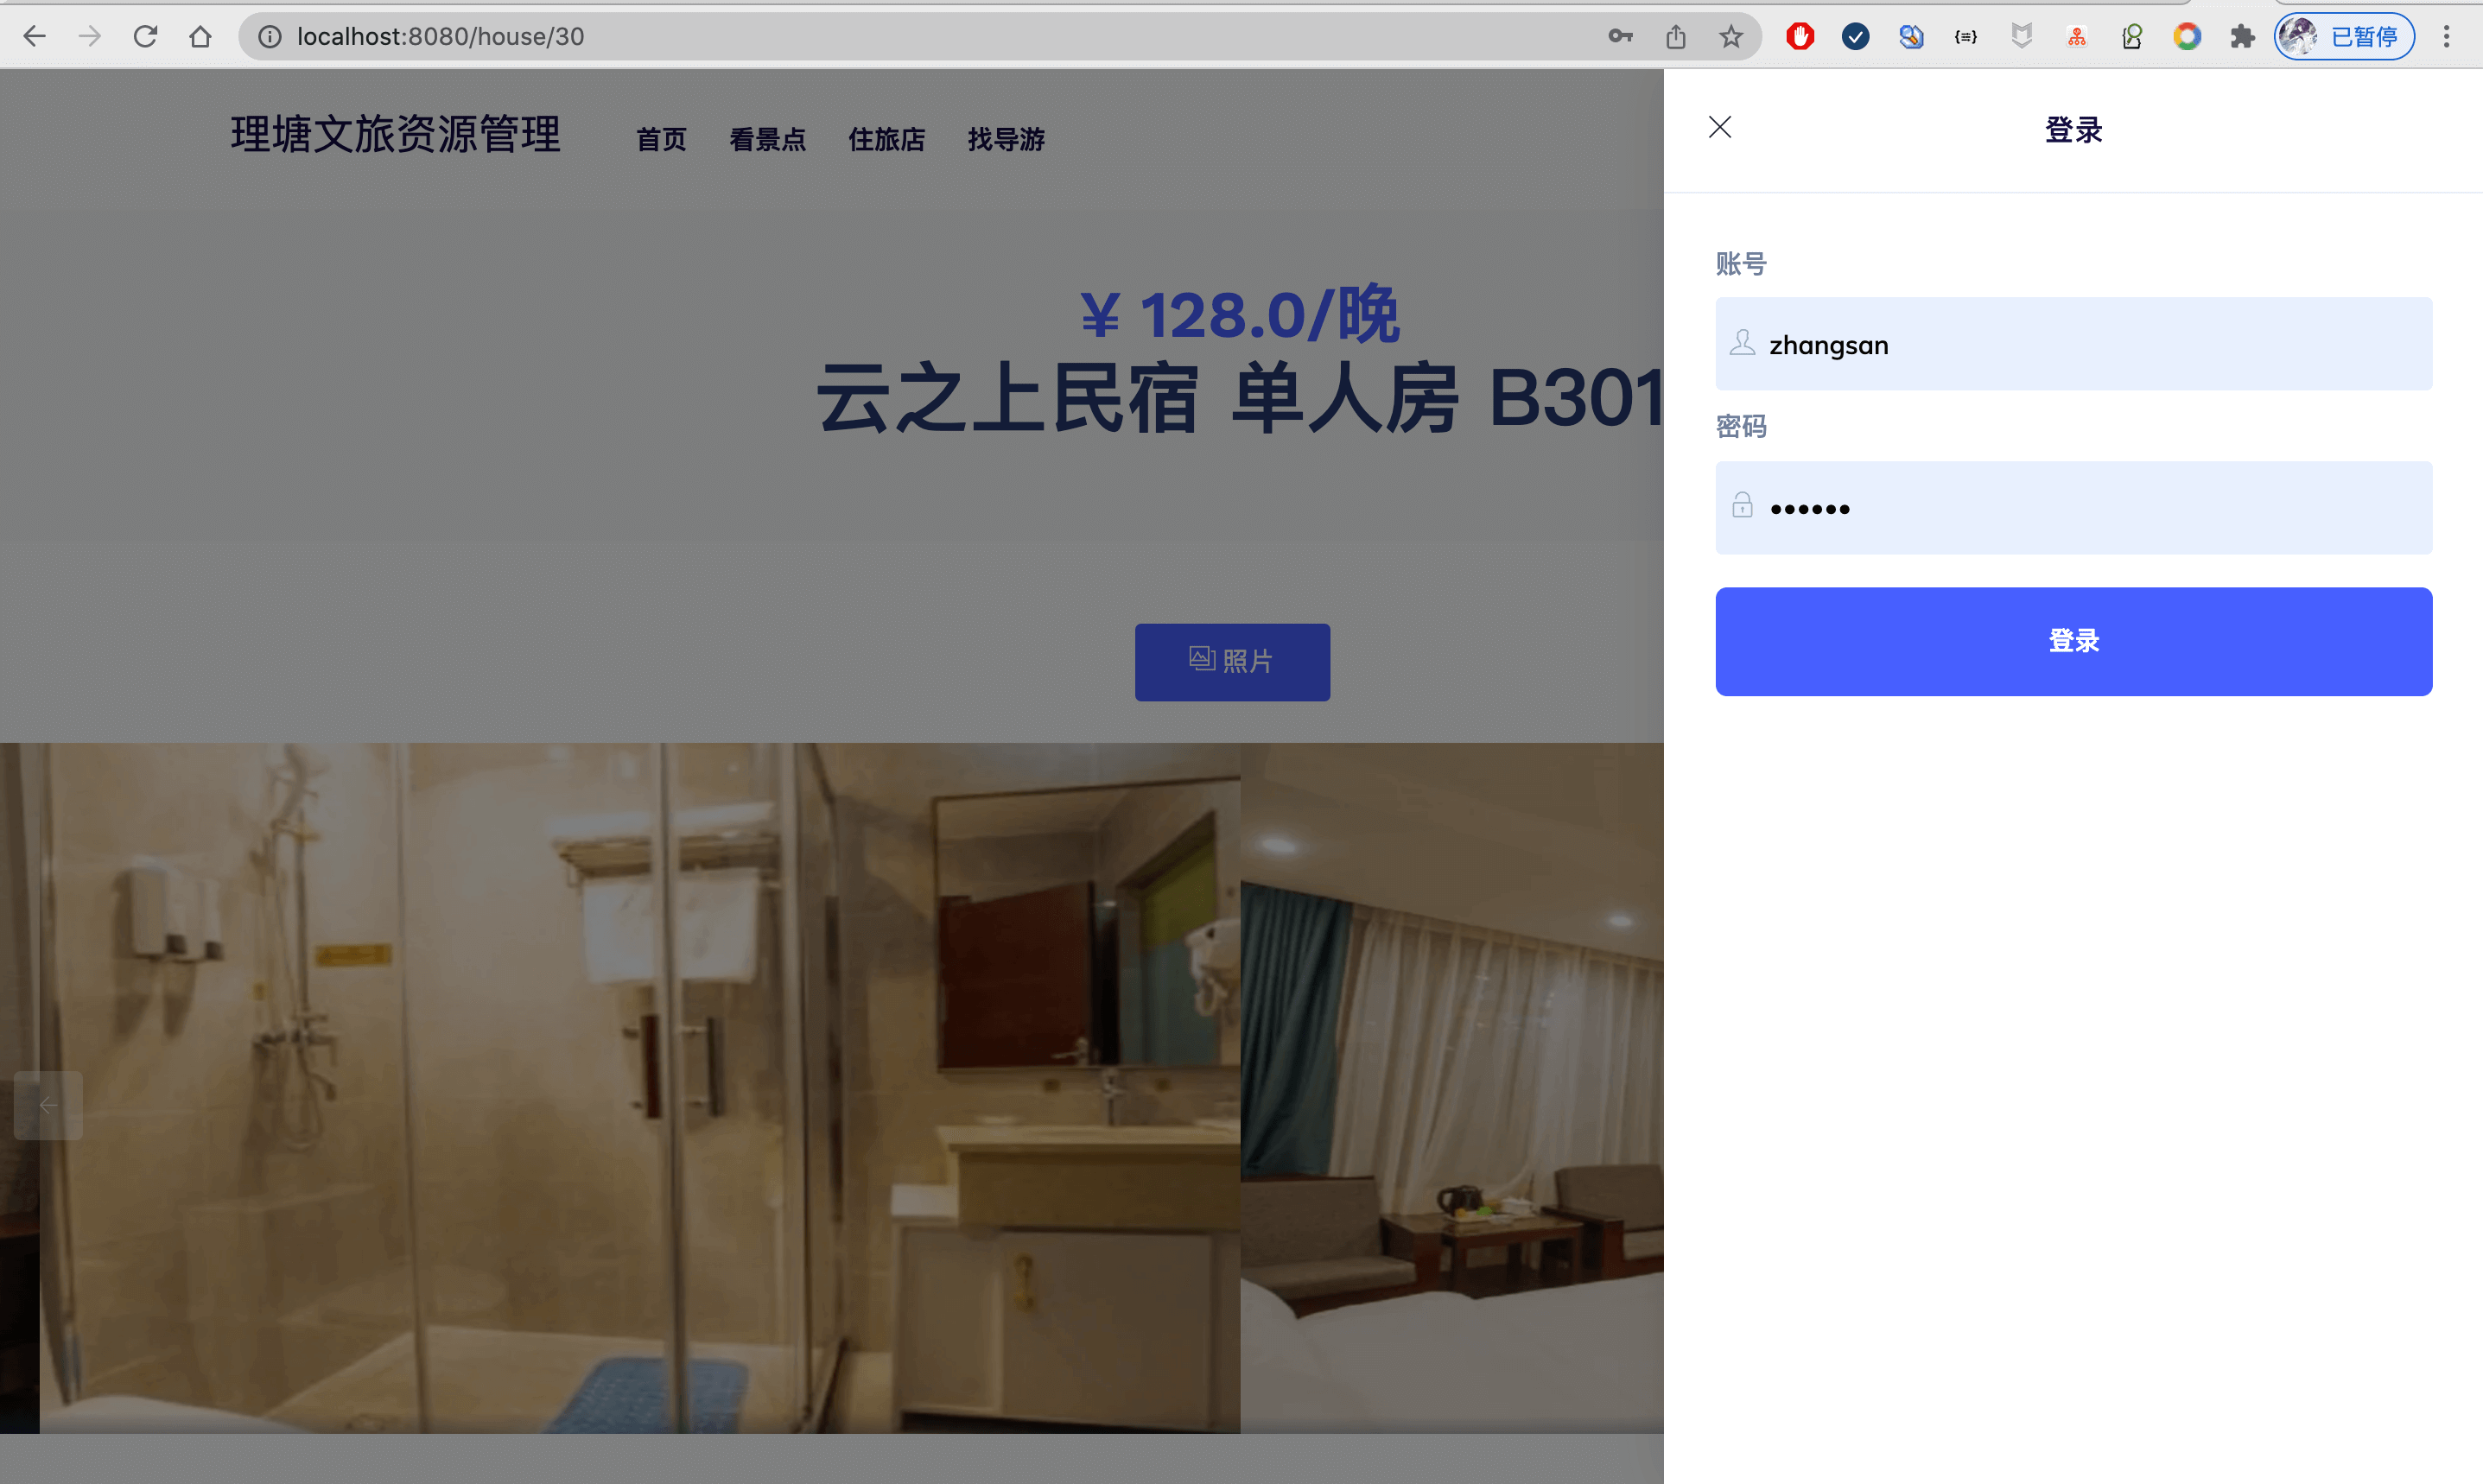 localhost:8080/house/30
已暂停
理塘文旅资源管理
首页 看景点 住旅店 找导游
¥ 128.0/晚
云之上民宿 单人房 B301
照片
登录
账号
zhangsan
密码
••••••
登录